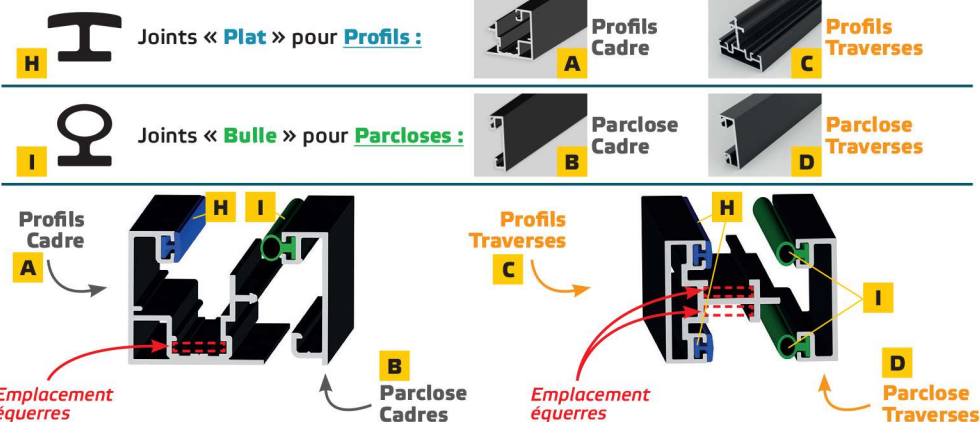 H
Joints « Plat » pour Profils :
A
Profils
Cadre
C
Profils
Traverses
I
Joints « Bulle » pour Parcloses :
B
Parclose
Cadre
D
Parclose
Traverses
Profils
Cadre
A
H
I
Emplacement
équerres
B
Parclose
Cadres
Profils
Traverses
C
H
I
Emplacement
équerres
D
Parclose
Traverses